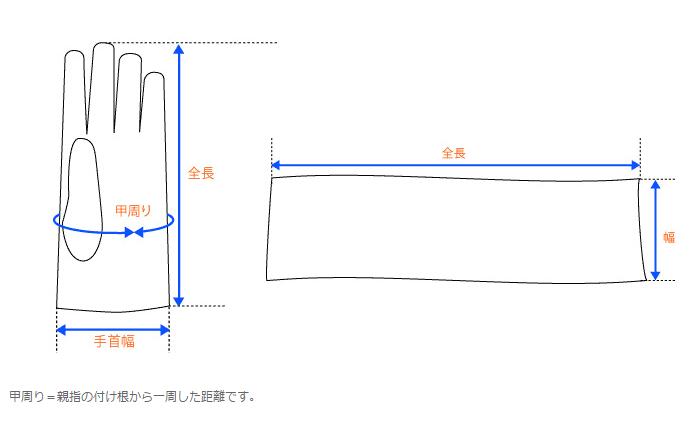 全長
全長
甲周り
幅
手首幅
甲周り＝親指の付け根から一周した距離です。